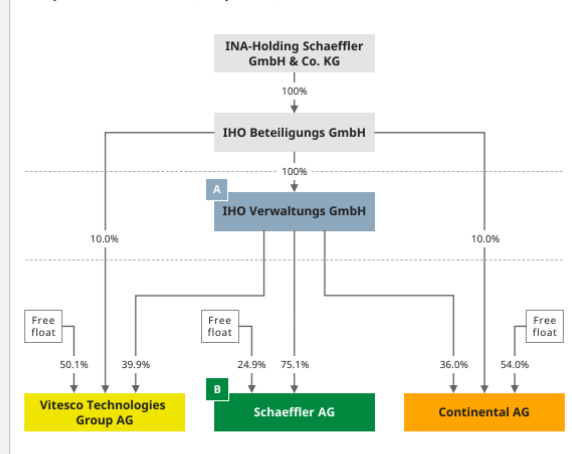 INA-Holding Schaeffler
GmbH & Co. KG
100%
IHO Beteiligungs GmbH
100%
A
IHO Verwaltungs GmbH
10.0%
10.0%
Free
float
Free
float
Free
float
50.1%
39.9%
24.9%
75.1%
36.0%
54.0%
B
Vitesco Technologies
Group AG
Schaeffler AG
Continental AG